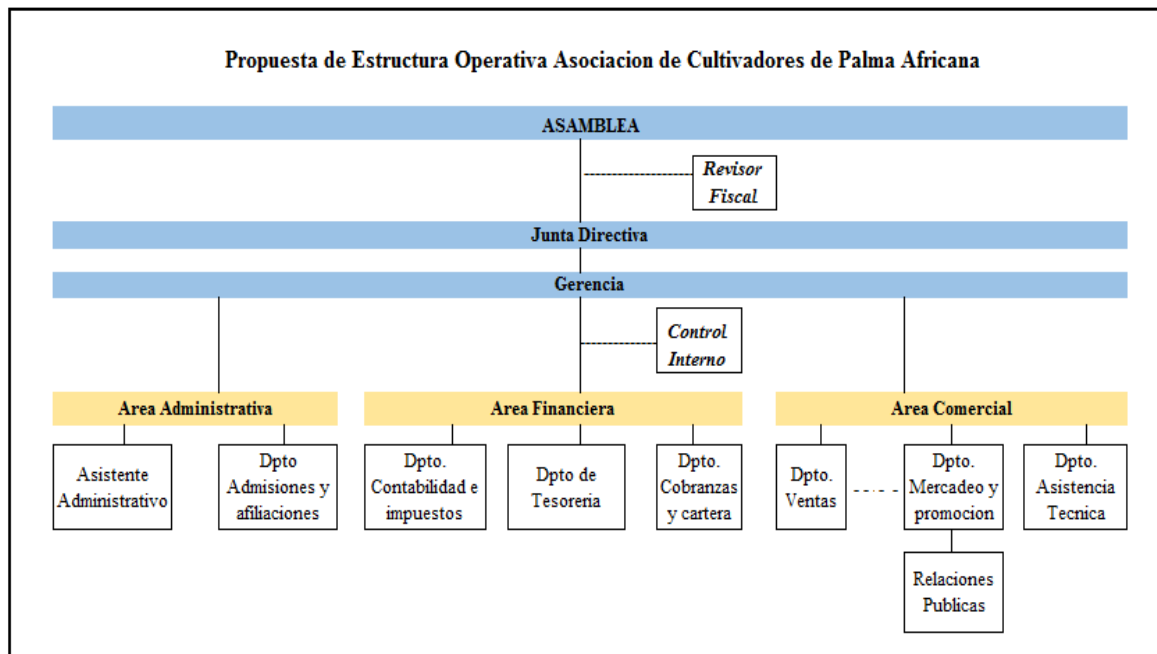 Propuesta de Estructura Operativa Asociacion de Cultivadores de Palma Africana
ASAMBLEA
Revisor
Fiscal
Junta Directiva
Gerencia
Control
Interno
Area Administrativa
Area Financiera
Area Comercial
Asistente
Administrativo
Dpto
Admisiones y
afiliaciones
Dpto.
Contabilidad e
impuestos
Dpto de
Tesoreria
Dpto.
Cobranzas
y cartera
Dpto.
Ventas
Dpto.
Mercadeo y
promocion
Dpto.
Asistencia
Tecnica
Relaciones
Publicas